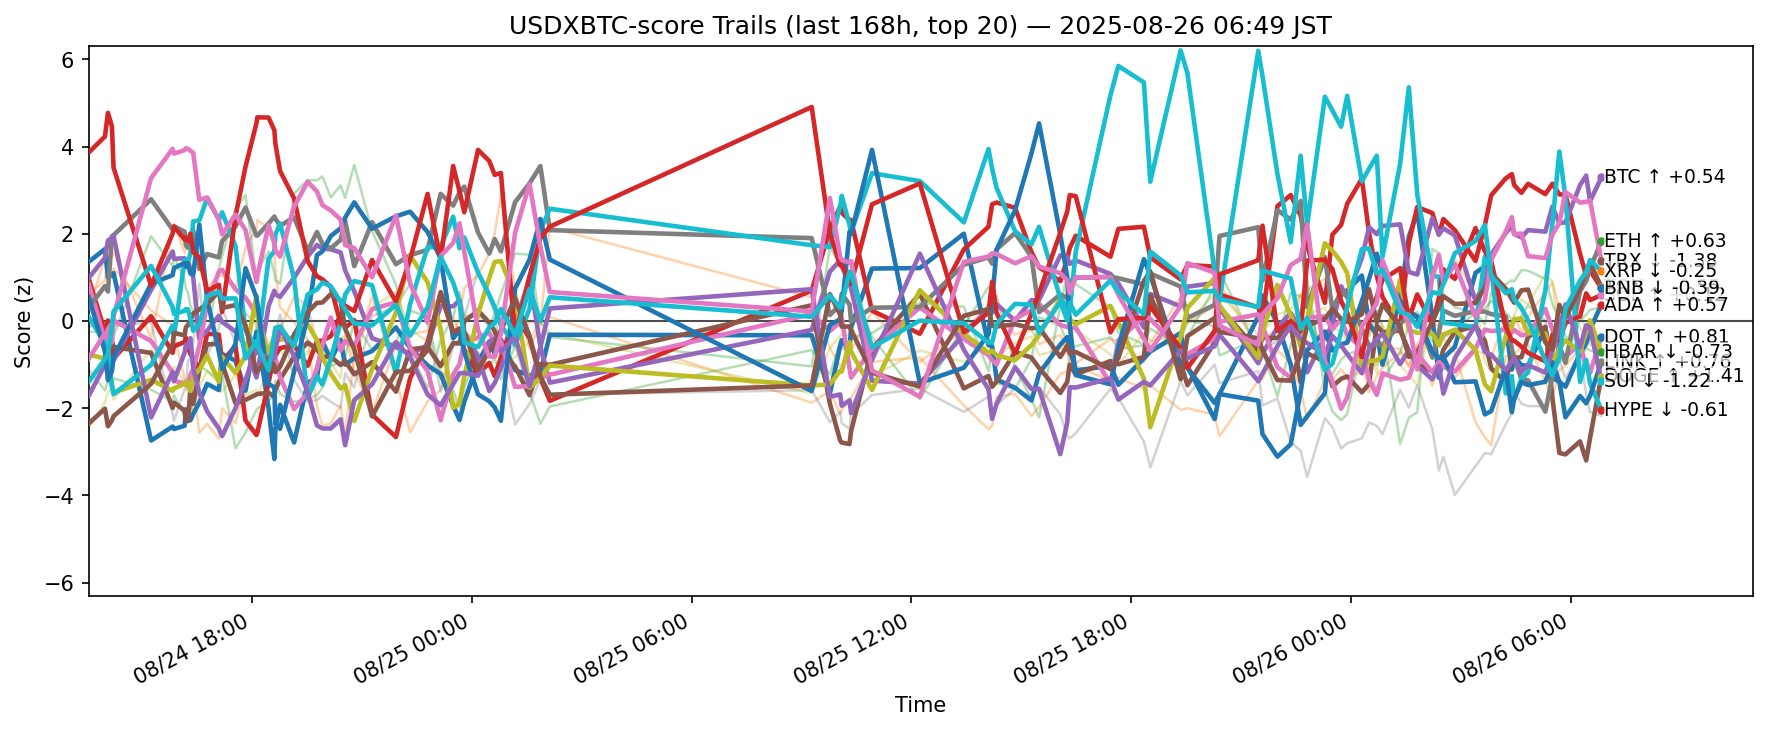 USDXBTC-score Trails (last 168h, top 20) — 2025-08-26 06:49 JST
Score (z)
6
4
2
0
−2
−4
−6
BTC ↑ +0.54
ETH ↑ +0.63
TRX ↓ -1.38
XRP ↓ -0.25
BNB ↓ -0.39
ADA ↑ +0.57
DOT ↑ +0.81
HBAR ↓ -0.73
SUI ↓ -1.22
HYPE ↓ -0.61
08/24 18:00
08/25 00:00
08/25 06:00
08/25 12:00
08/25 18:00
08/26 00:00
08/26 06:00
Time